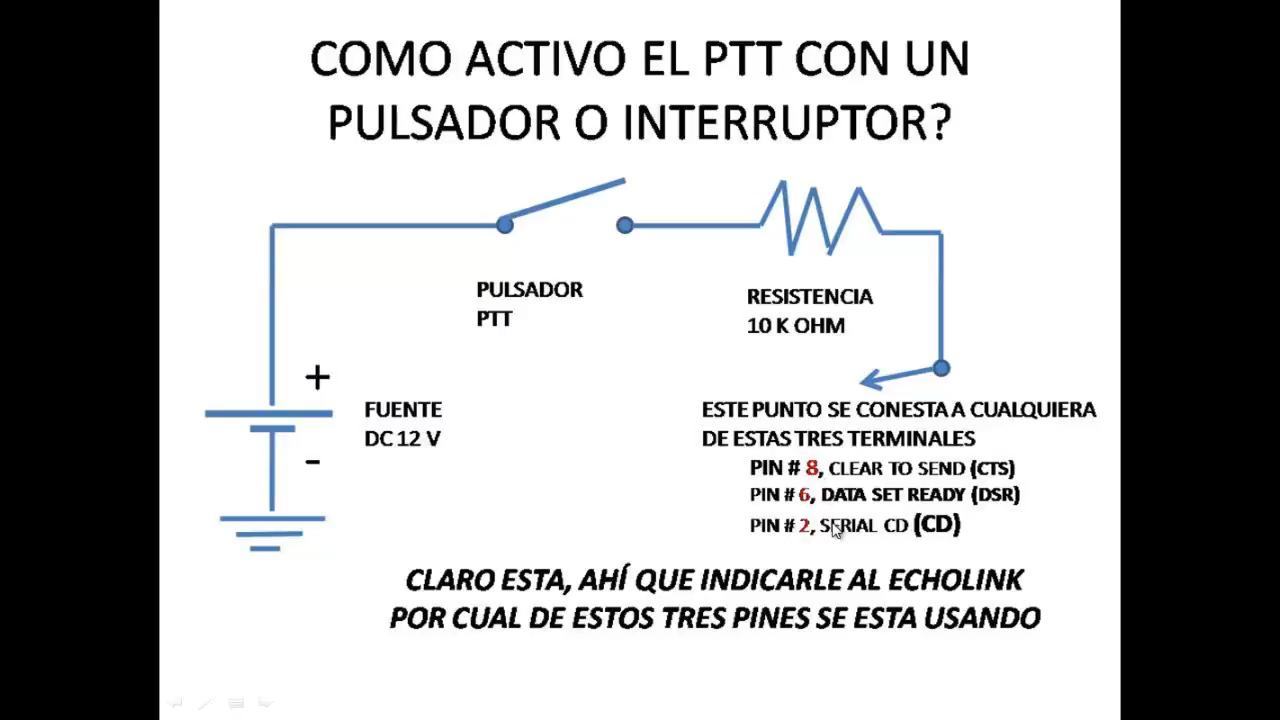 COMO ACTIVO EL PTT CON UN
PULSADOR O INTERRUPTOR?
PULSADOR
PTT
RESISTENCIA
10 K OHM
+
FUENTE
DC 12 V
-
ESTE PUNTO SE CONESTA A CUALQUIERA
DE ESTAS TRES TERMINALES
PIN # 8, CLEAR TO SEND (CTS)
PIN # 6, DATA SET READY (DSR)
PIN # 2, SERIAL CD (CD)
CLARO ESTA, AHÍ QUE INDICARLE AL ECHOLINK
POR CUAL DE ESTOS TRES PINES SE ESTA USANDO